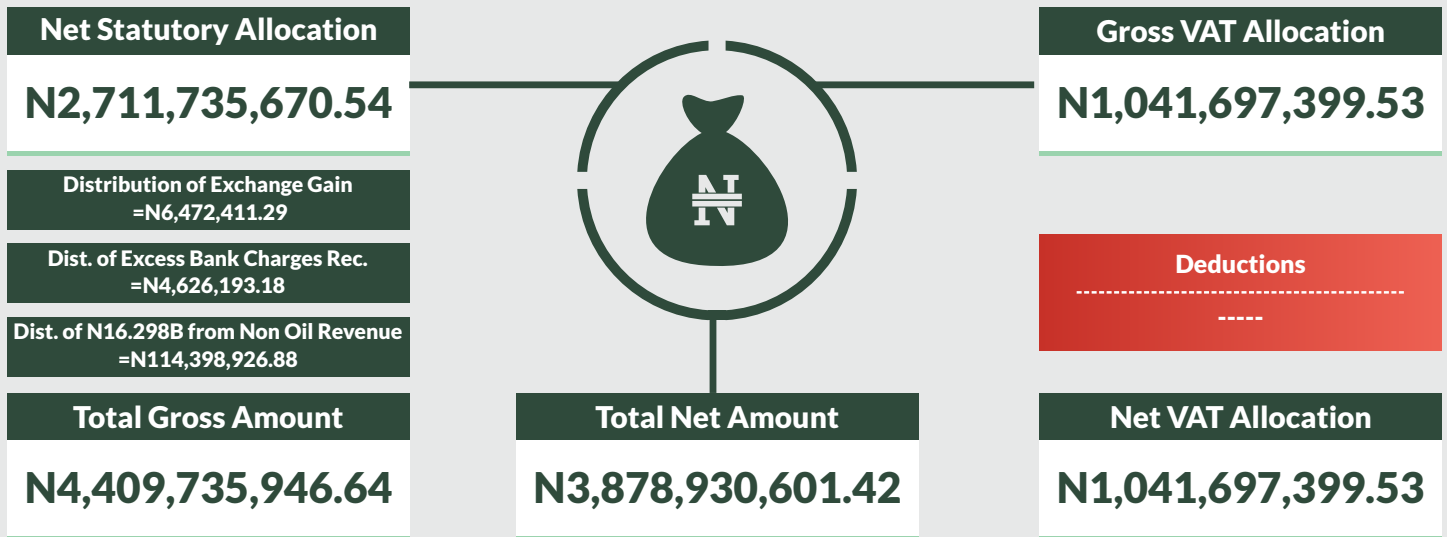 Net Statutory Allocation
N2,711,735,670.54
Distribution of Exchange Gain
=N6,472,411.29
Dist. of Excess Bank Charges Rec.
=N4,626,193.18
Dist. of N16.298B from Non Oil Revenue
=N114,398,926.88
Total Gross Amount
N4,409,735,946.64
₦
Total Net Amount
N3,878,930,601.42
Gross VAT Allocation
N1,041,697,399.53
Deductions
--------------------------------------------
-----
Net VAT Allocation
N1,041,697,399.53